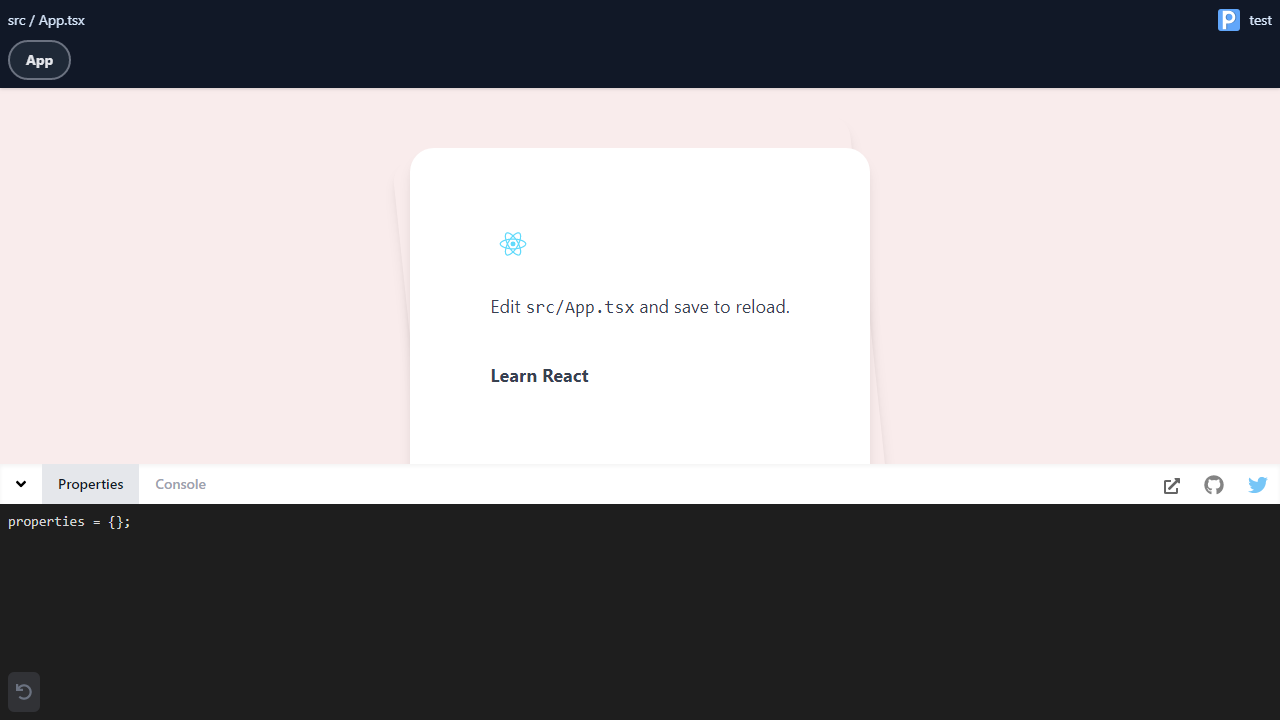 src / App.tsx
P test
App
Edit src/App.tsx and save to reload.
Learn React
Properties
Console
properties = {};